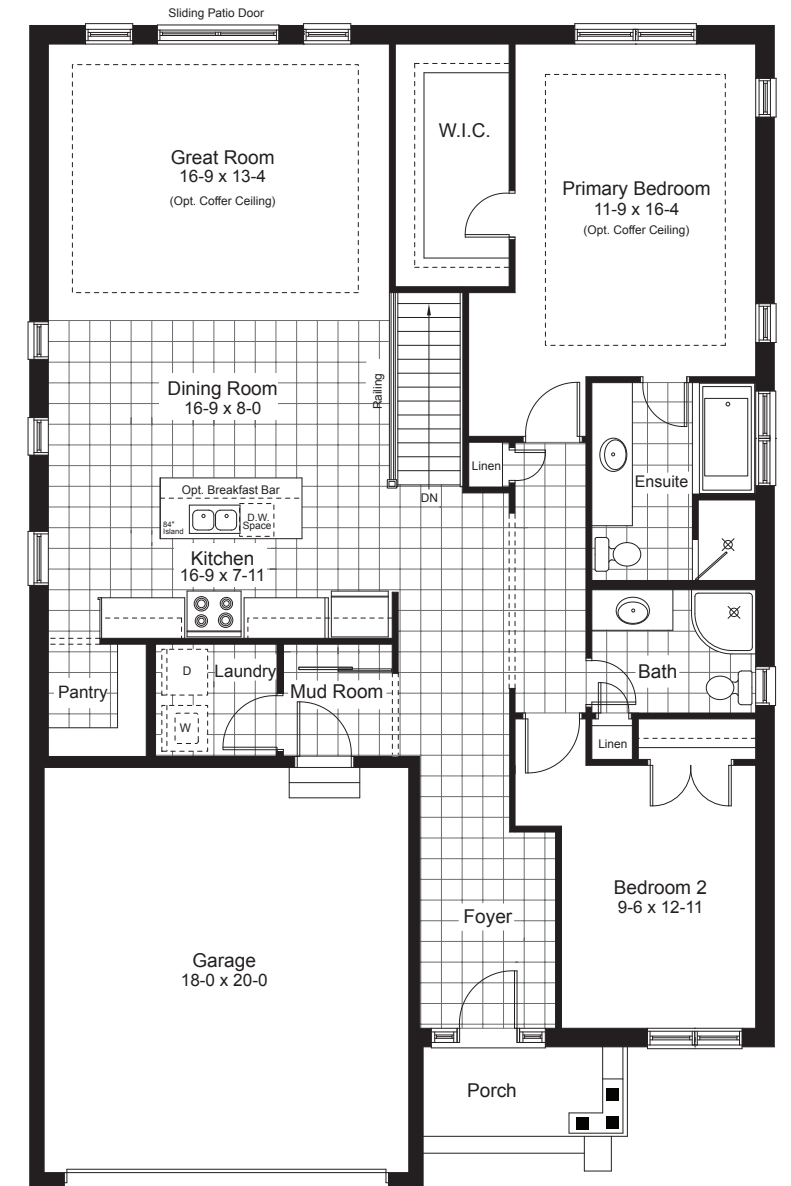 Sliding Patio Door
Great Room
16-9 x 13-4
(Opt. Coffer Ceiling)
W.I.C.
Primary Bedroom
11-9 x 16-4
(Opt. Coffer Ceiling)
Dining Room
16-9 x 8-0
Railing
Linen
Ensuite
DN
Opt. Breakfast Bar
84"
Island
D.W.
Space
Kitchen
16-9 x 7-11
D
Laundry
Mud Room
Pantry
W
Bath
Linen
Bedroom 2
9-6 x 12-11
Foyer
Garage
18-0 x 20-0
Porch